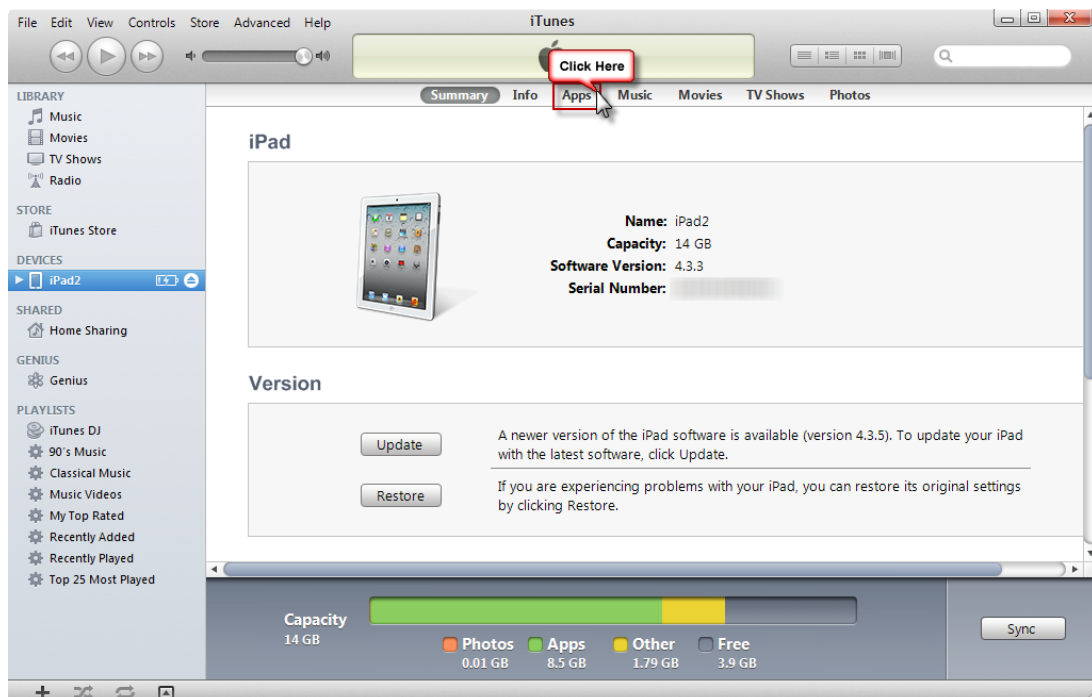 File Edit View Controls Store Advanced Help
iTunes
Click Here
LIBRARY
Music
Movies
TV Shows
Radio
STORE
iTunes Store
DEVICES
iPad2
SHARED
Home Sharing
GENIUS
Genius
PLAYLISTS
iTunes DJ
90's Music
Classical Music
Music Videos
My Top Rated
Recently Added
Recently Played
Top 25 Most Played
Summary Info Apps Music Movies TV Shows Photos
iPad
Name: iPad2
Capacity: 14 GB
Software Version: 4.3.3
Serial Number:
Version
Update
A newer version of the iPad software is available (version 4.3.5). To update your iPad
with the latest software, click Update.
Restore
If you are experiencing problems with your iPad, you can restore its original settings
by clicking Restore.
Capacity
14 GB
Photos Apps Other Free
0.01 GB 8.5 GB 1.79 GB 3.9 GB
Sync